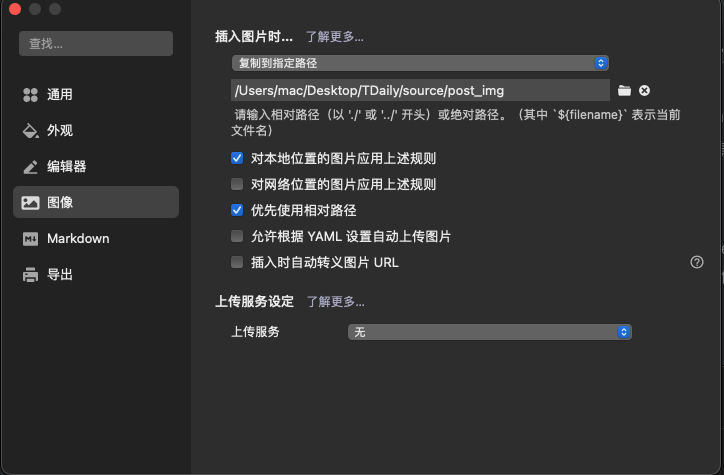 查找...
通用
外观
编辑器
图像
Markdown
导出
插入图片时... 了解更多...
复制到指定路径
/Users/mac/Desktop/TDaily/source/post_img
请输入相对路径（以 './' 或 '../' 开头）或绝对路径。（其中 `${filename}` 表示当前
文件名）
对本地位置的图片应用上述规则
对网络位置的图片应用上述规则
优先使用相对路径
允许根据 YAML 设置自动上传图片
插入时自动转义图片 URL
上传服务设定 了解更多...
上传服务 无